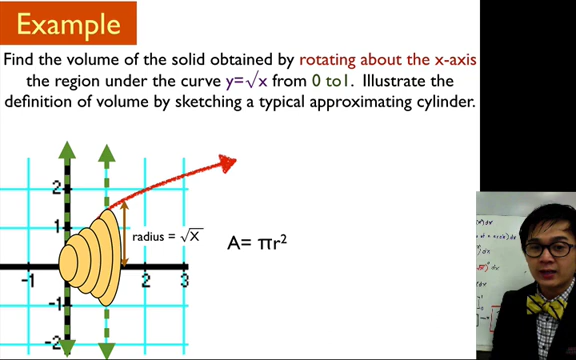 Example
Find the volume of the solid obtained by rotating about the x-axis
the region under the curve y=√x from 0 to1. Illustrate the
definition of volume by sketching a typical approximating cylinder.
2
1
radius = √X
A= πr²
-1
2
3
-1
-2